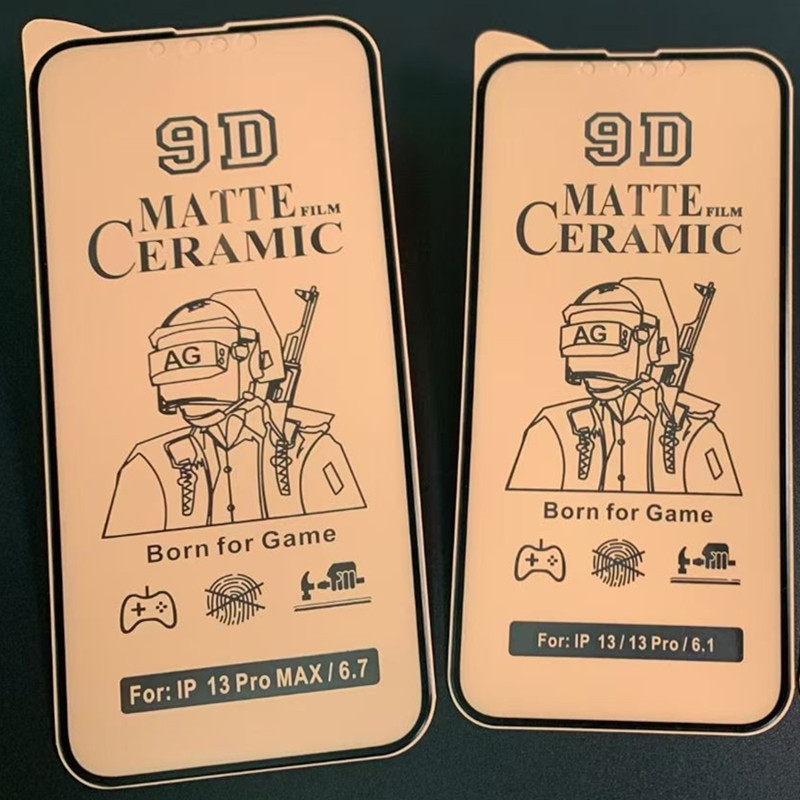 9D
MATTE FILM
CERAMIC
AG
Born for Game
For: IP 13 Pro MAX / 6.7
9D
MATTE FILM
CERAMIC
AG
Born for Game
For: IP 13 / 13 Pro / 6.1